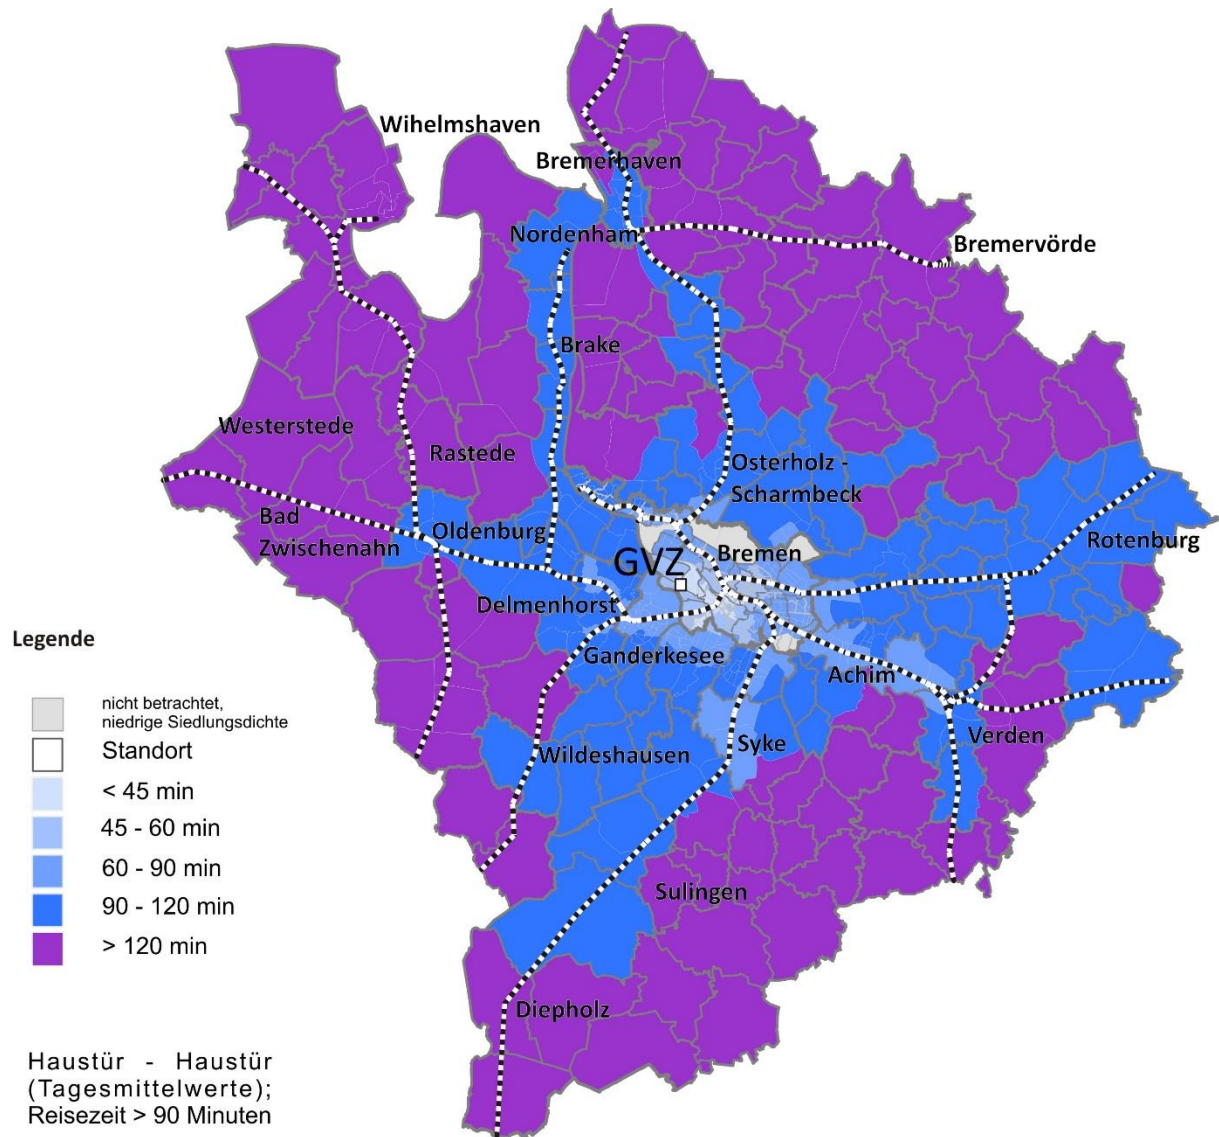 Wihelmshaven
Bremerhaven
Nordenham
Bremervörde
Brake
Westerstede
Rastede
Osterholz -
Scharmbeck
Bad
Zwischenahn
Oldenburg
Bremen
Rotenburg
GVZ
Delmenhorst
Ganderkesee
Achim
Wildeshausen
Syke
Verden
Sulingen
Diepholz
Legende
nicht betrachtet,
niedrige Siedlungsdichte
Standort
< 45 min
45 - 60 min
60 - 90 min
90 - 120 min
> 120 min
Haustür - Haustür
(Tagesmittelwerte);
Reisezeit > 90 Minuten